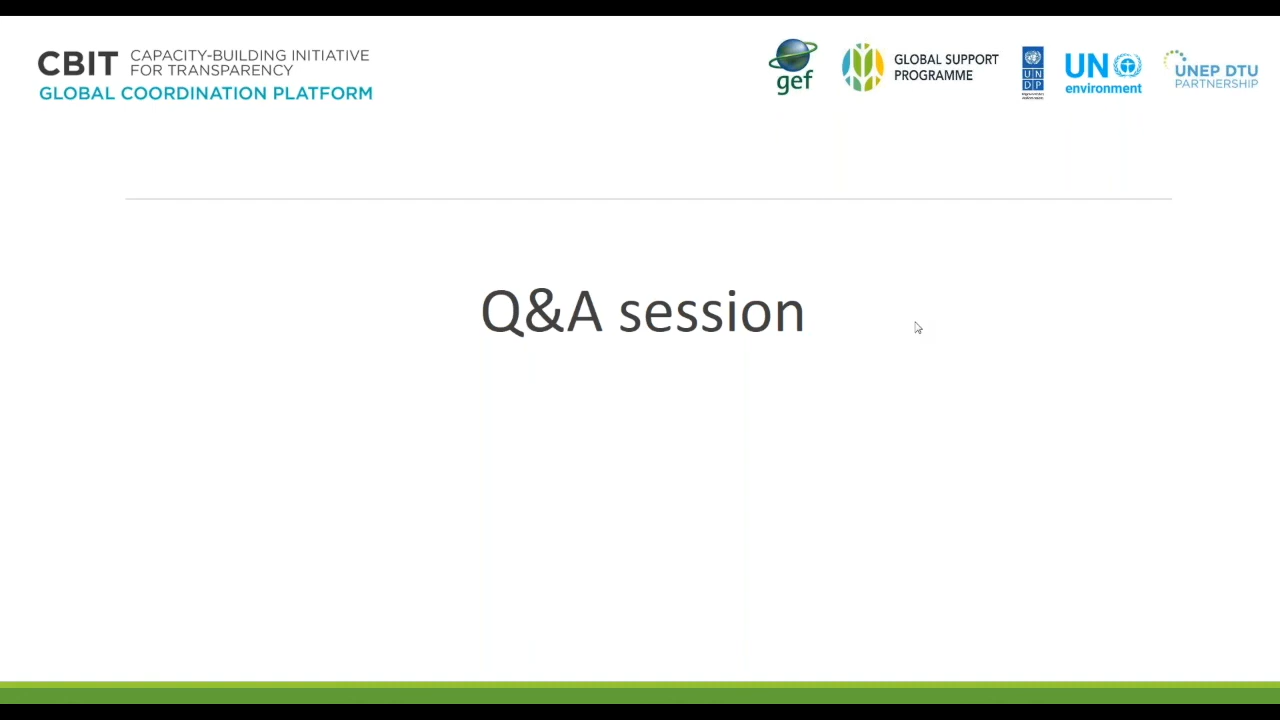 CBIT CAPACITY-BUILDING INITIATIVE
FOR TRANSPARENCY
GLOBAL COORDINATION PLATFORM
gef
GLOBAL SUPPORT
PROGRAMME
U N
D P
UN
environment
UNEP DTU
PARTNERSHIP
Q&A session